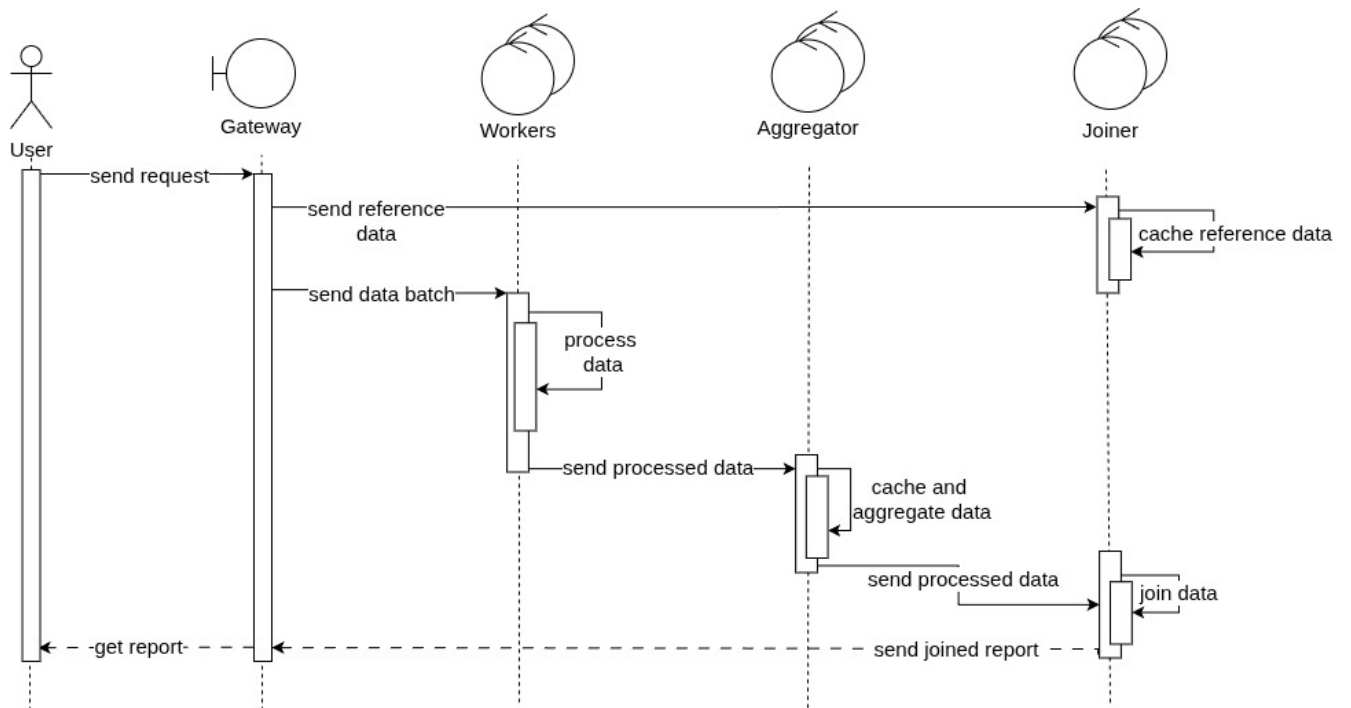 User
Gateway
Workers
Aggregator
Joiner
send request
send reference
data
cache reference data
send data batch
process
data
send processed data
cache and
aggregate data
send processed data
join data
-get report-
send joined report